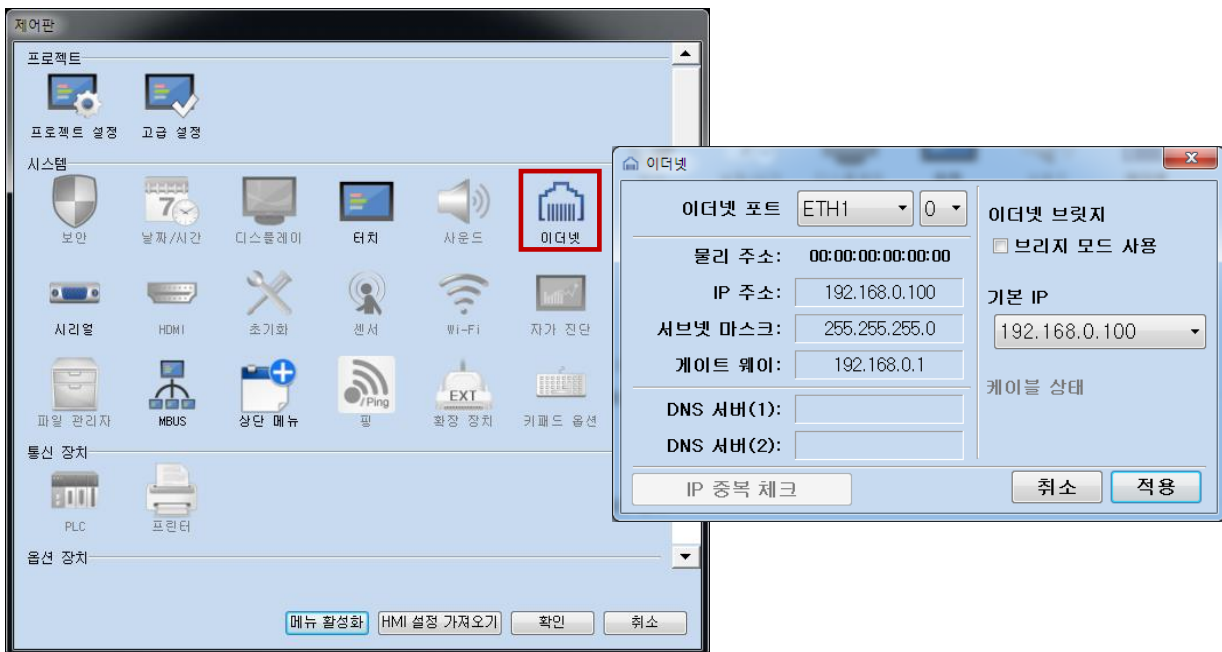 제어판
프로젝트
프로젝트 설정 고급 설정
시스템
7
보안 날짜/시간 디스플레이 터치 사운드 이더넷
시리얼 HDMI 초기화 센서 Wi-Fi 자가 진단
/Ping EXT
파일 관리자 MBUS 상단 메뉴 핑 확장 장치 키패드 옵션
통신 장치
PLC 프린터
옵션 장치
메뉴 활성화 HMI 설정 가져오기 확인 취소
이더넷
이더넷 포트 ETH1 0
물리 주소: 00:00:00:00:00:00
IP 주소: 192.168.0.100
서브넷 마스크: 255.255.255.0
게이트 웨이: 192.168.0.1
DNS 서버(1):
DNS 서버(2):
이더넷 브릿지
브리지 모드 사용
기본 IP
192.168.0.100
케이블 상태
IP 중복 체크 취소 적용